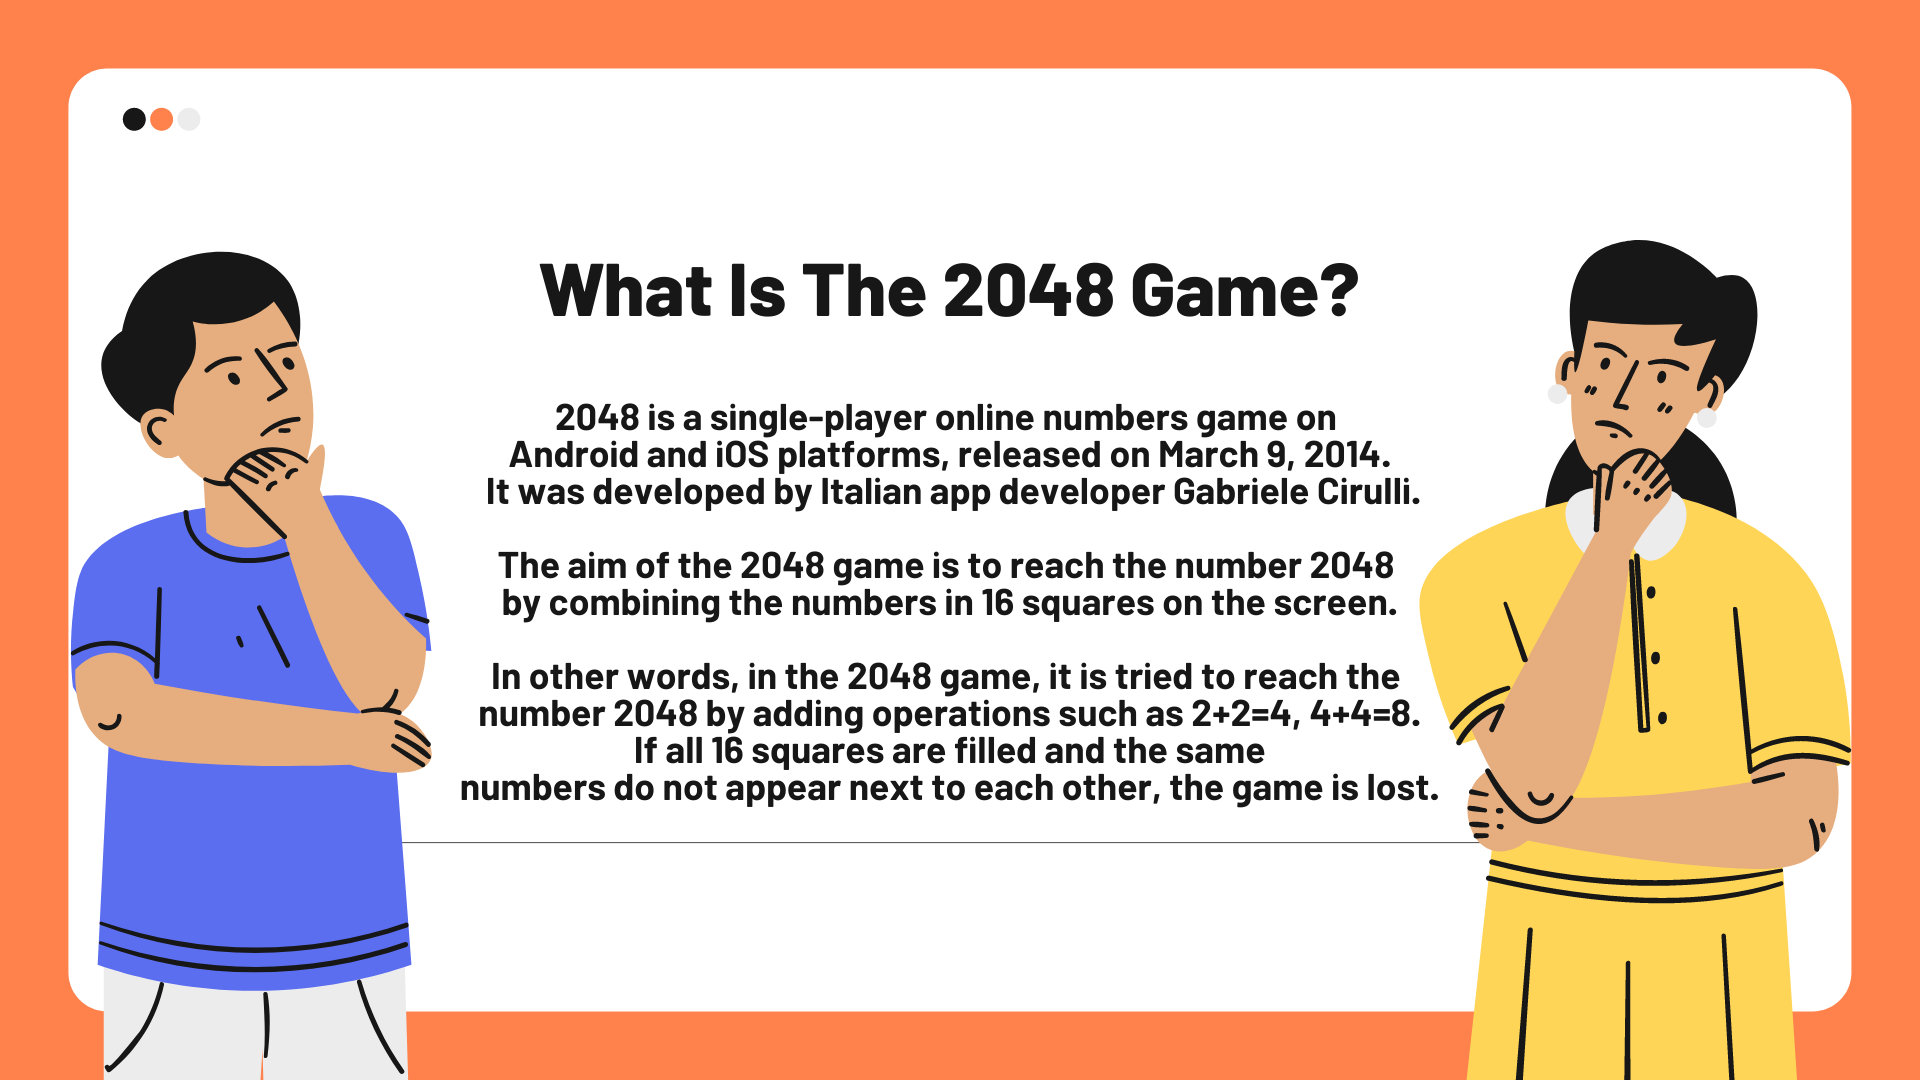 What Is The 2048 Game?
2048 is a single-player online numbers game on
Android and iOS platforms, released on March 9, 2014.
It was developed by Italian app developer Gabriele Cirulli.
The aim of the 2048 game is to reach the number 2048
by combining the numbers in 16 squares on the screen.
In other words, in the 2048 game, it is tried to reach the
number 2048 by adding operations such as 2+2=4, 4+4=8.
If all 16 squares are filled and the same
numbers do not appear next to each other, the game is lost.